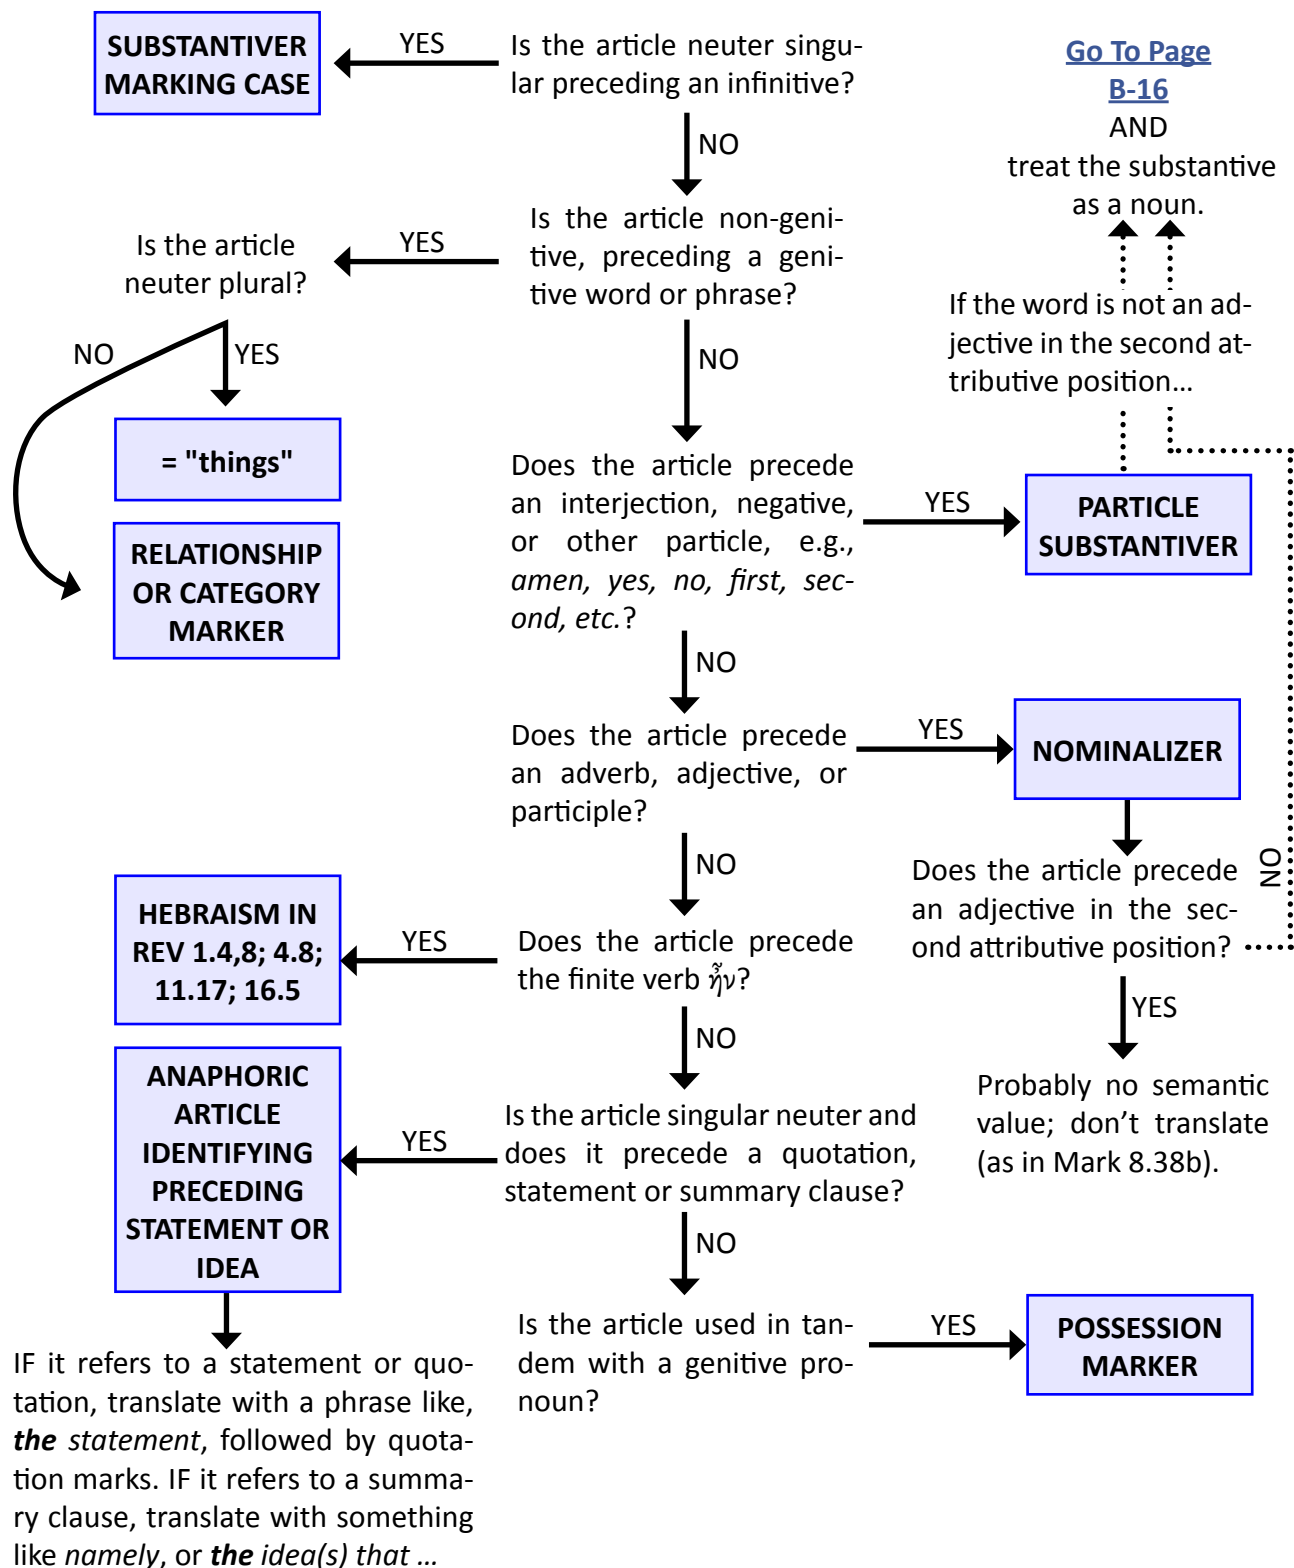 SUBSTANTIVER
MARKING CASE
YES
Is the article neuter singu-
lar preceding an infinitive?
Go To Page
B-16
AND
treat the substantive
as a noun.
NO
Is the article
neuter plural?
YES
Is the article non-geni-
tive, preceding a geni-
tive word or phrase?
If the word is not an ad-
jective in the second at-
tributive position...
NO
YES
NO
= "things"
RELATIONSHIP
OR CATEGORY
MARKER
Does the article precede
an interjection, negative,
or other particle, e.g.,
amen, yes, no, first, sec-
ond, etc.?
YES
PARTICLE
SUBSTANTIVER
NO
Does the article precede
an adverb, adjective, or
participle?
YES
NOMINALIZER
NO
Does the article precede
an adjective in the sec-
ond attributive position?
NO
YES
Probably no semantic
value; don't translate
(as in Mark 8.38b).
HEBRAISM IN
REV 1.4,8; 4.8;
11.17; 16.5
YES
Does the article precede
the finite verb ἦν?
NO
ANAPHORIC
ARTICLE
IDENTIFYING
PRECEDING
STATEMENT OR
IDEA
YES
Is the article singular neuter and
does it precede a quotation,
statement or summary clause?
NO
Is the article used in tan-
dem with a genitive pro-
noun?
YES
POSSESSION
MARKER
IF it refers to a statement or quo-
tation, translate with a phrase like,
the statement, followed by quota-
tion marks. IF it refers to a summa-
ry clause, translate with something
like namely, or the idea(s) that ...